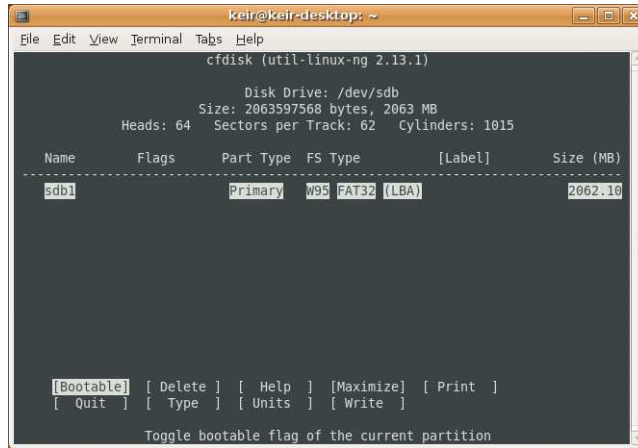 keir@keir-desktop: ~
File Edit View Terminal Tabs Help
cfdisk (util-linux-ng 2.13.1)
Disk Drive: /dev/sdb
Size: 2063597568 bytes, 2063 MB
Heads: 64 Sectors per Track: 62 Cylinders: 1015
Name Flags Part Type FS Type [Label] Size (MB)
------------------------------------------------------------------------------
sdb1 Primary W95 FAT32 (LBA) 2062.10
[Bootable] [ Delete ] [ Help ] [Maximize] [ Print ]
[ Quit ] [ Type ] [ Units ] [ Write ]
Toggle bootable flag of the current partition